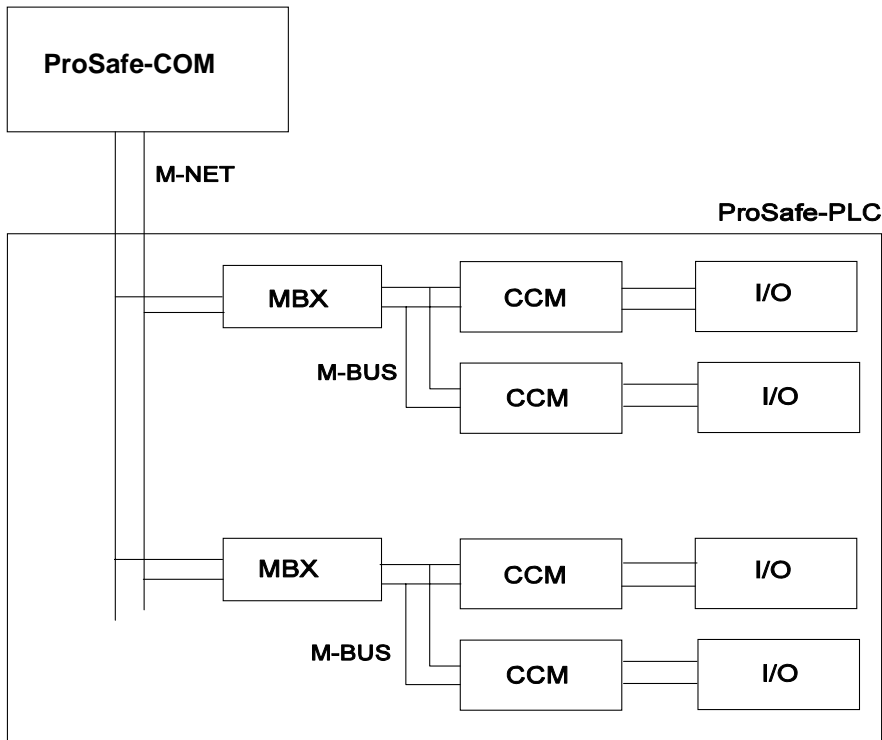 ProSafe-COM
M-NET
ProSafe-PLC
MBX
CCM
I/O
M-BUS
CCM
I/O
MBX
CCM
I/O
M-BUS
CCM
I/O